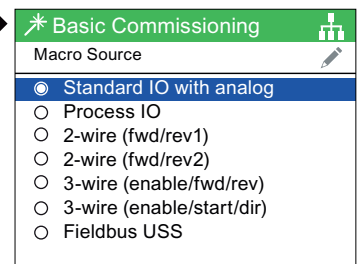 Basic Commissioning
Macro Source
Standard IO with analog
Process IO
2-wire (fwd/rev1)
2-wire (fwd/rev2)
3-wire (enable/fwd/rev)
3-wire (enable/start/dir)
Fieldbus USS